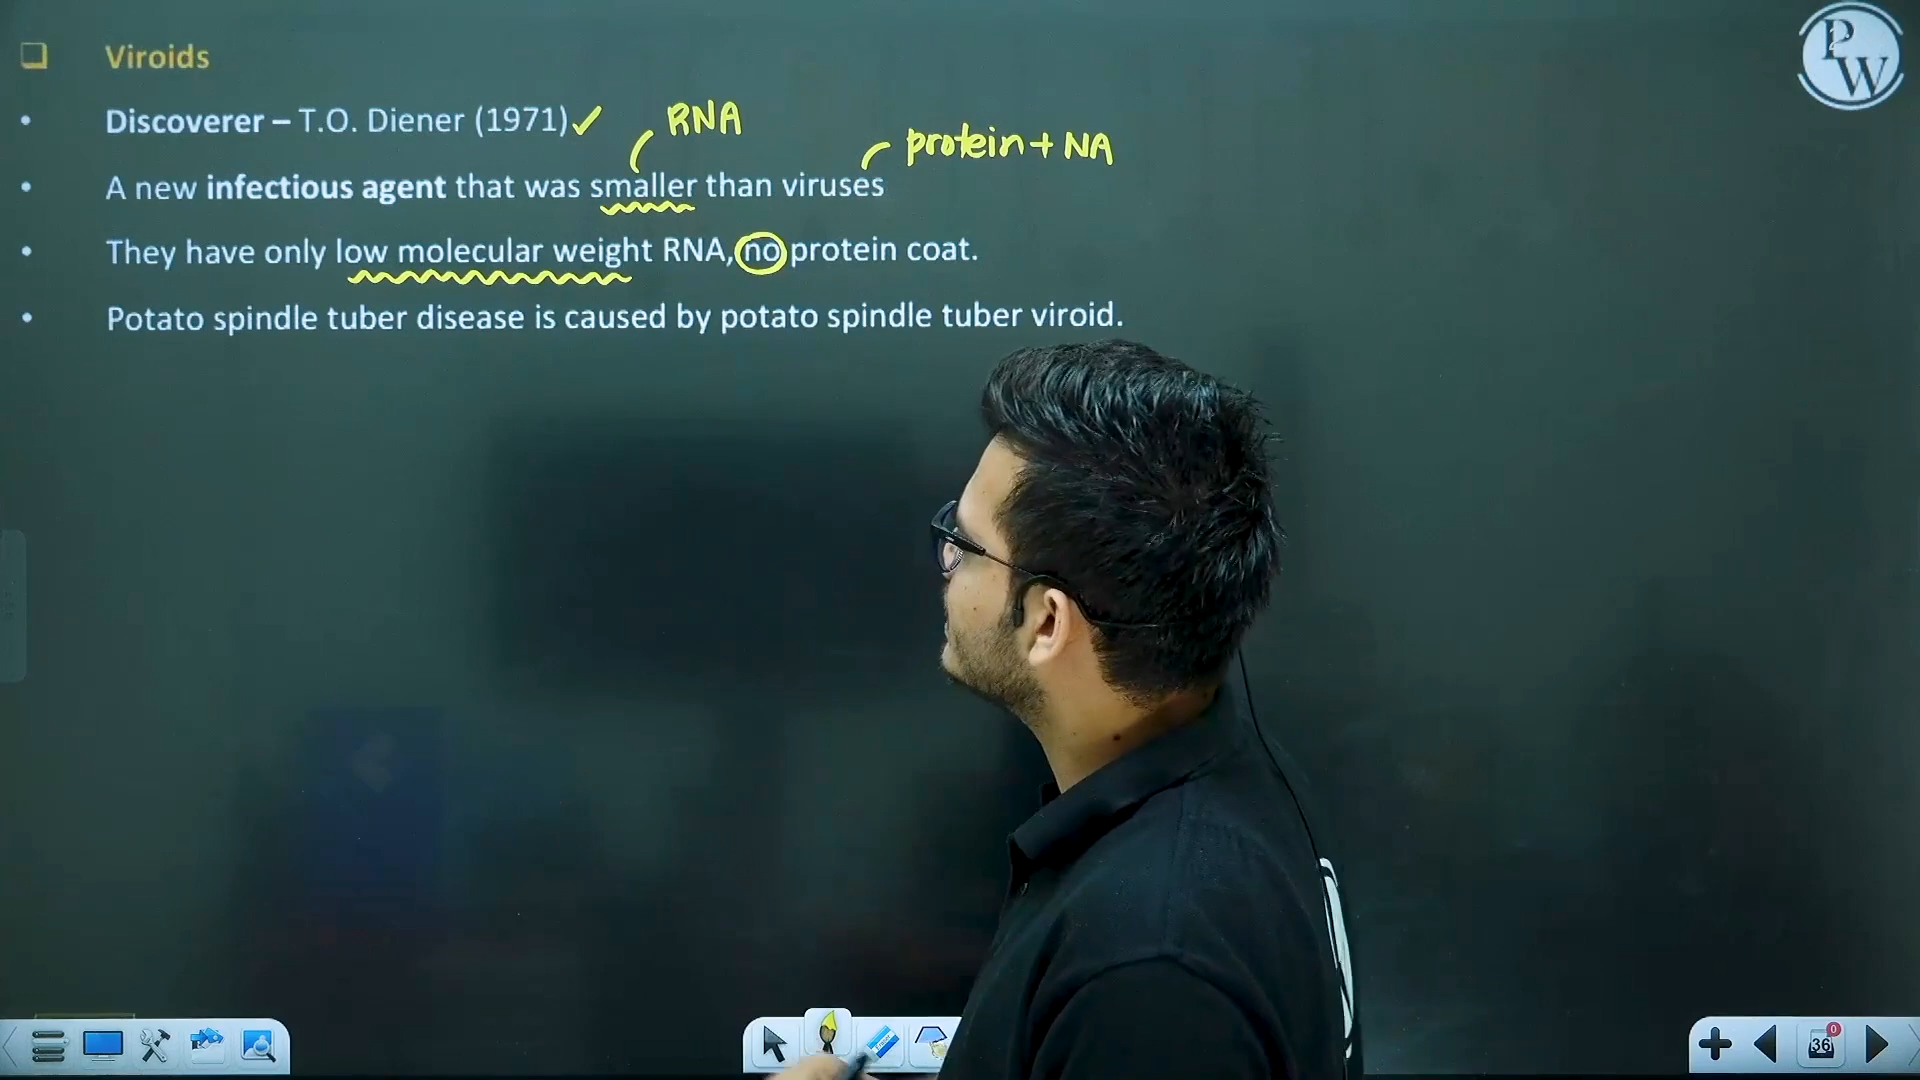 Viroids
Discoverer – T.O. Diener (1971)
RNA
protein + NA
A new infectious agent that was smaller than viruses
They have only low molecular weight RNA, no protein coat.
Potato spindle tuber disease is caused by potato spindle tuber viroid.
PW
0
36